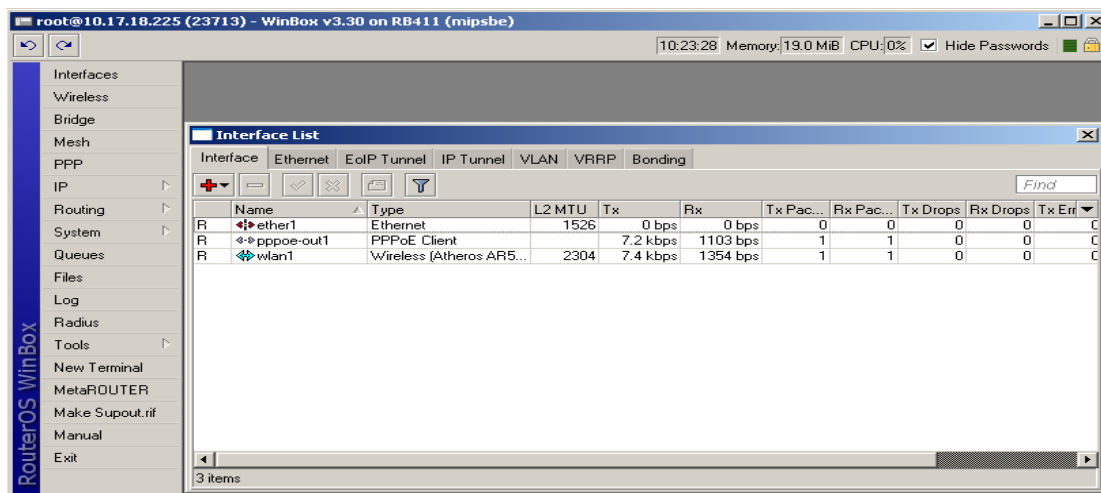 root@10.17.18.225 (23713) - WinBox v3.30 on RB411 (mipsbe)
10:23:28 Memory: 19.0 MiB CPU: 0% Hide Passwords
Interfaces
Wireless
Bridge
Mesh
PPP
IP
Routing
System
Queues
Files
Log
Radius
Tools
New Terminal
MetaROUTER
Make Supout.rif
Manual
Exit
RouterOS WinBox
Interface List
Interface Ethernet EoIP Tunnel IP Tunnel VLAN VRRP Bonding
Find
Name Type L2 MTU Tx Rx Tx Pac... Rx Pac... Tx Drops Rx Drops Tx Err
R ether1 Ethernet 1526 0 bps 0 bps 0 0 0 0
R pppoe-out1 PPPoE Client 7.2 kbps 1103 bps 1 1 0 0
R wlan1 Wireless (Atheros AR5... 2304 7.4 kbps 1354 bps 1 1 0 0
3 items